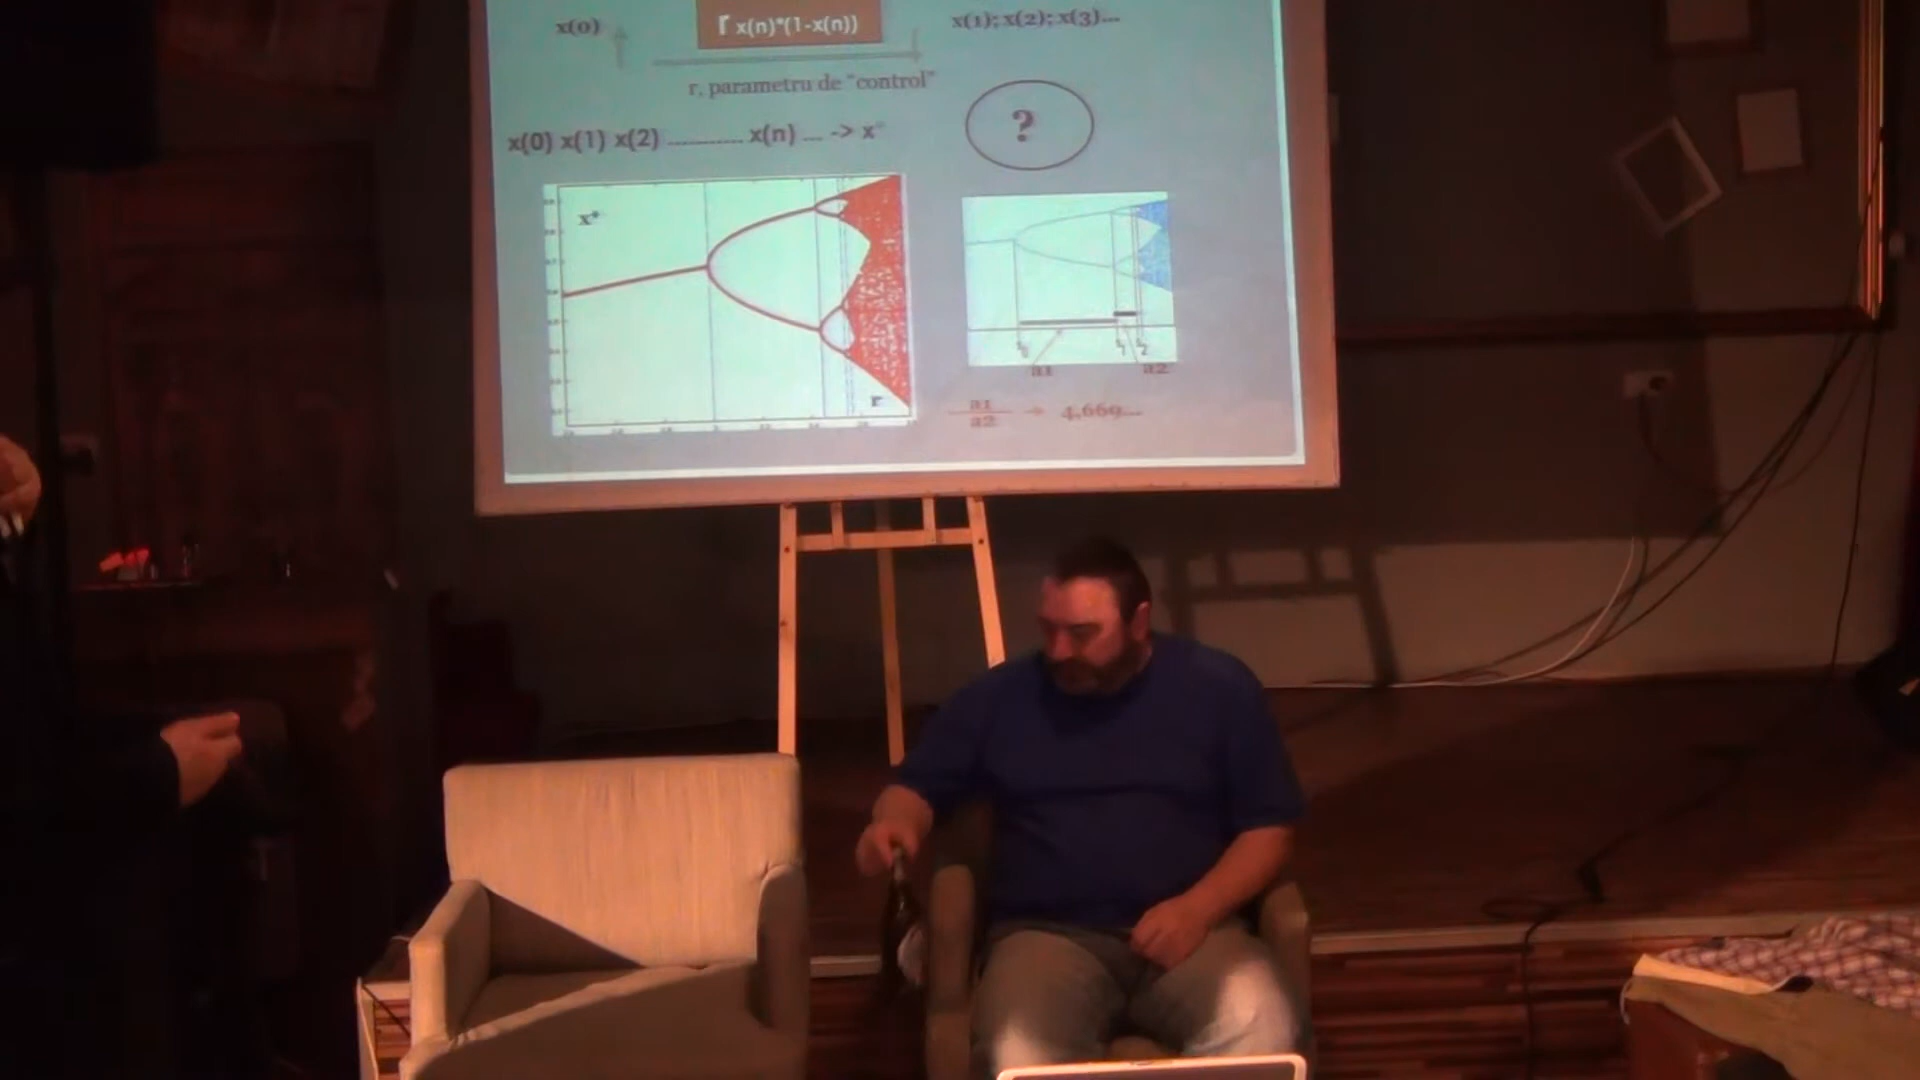 x(0)
r x(n)*(1-x(n))
x(1); x(2); x(3)...
r, parametru de "control"
x(0) x(1) x(2) ........... x(n) ... -> x*
?
x*
r
a1
a2
a1
a2
4,669...